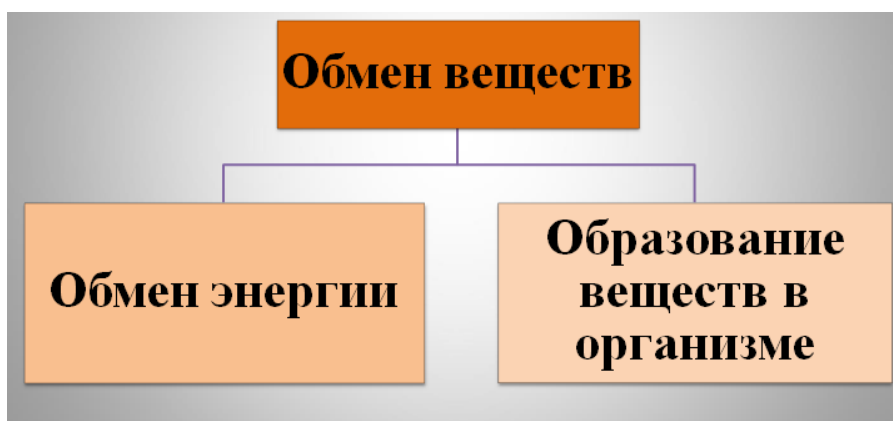 Обмен веществ
Обмен энергии
Образование
веществ в
организме